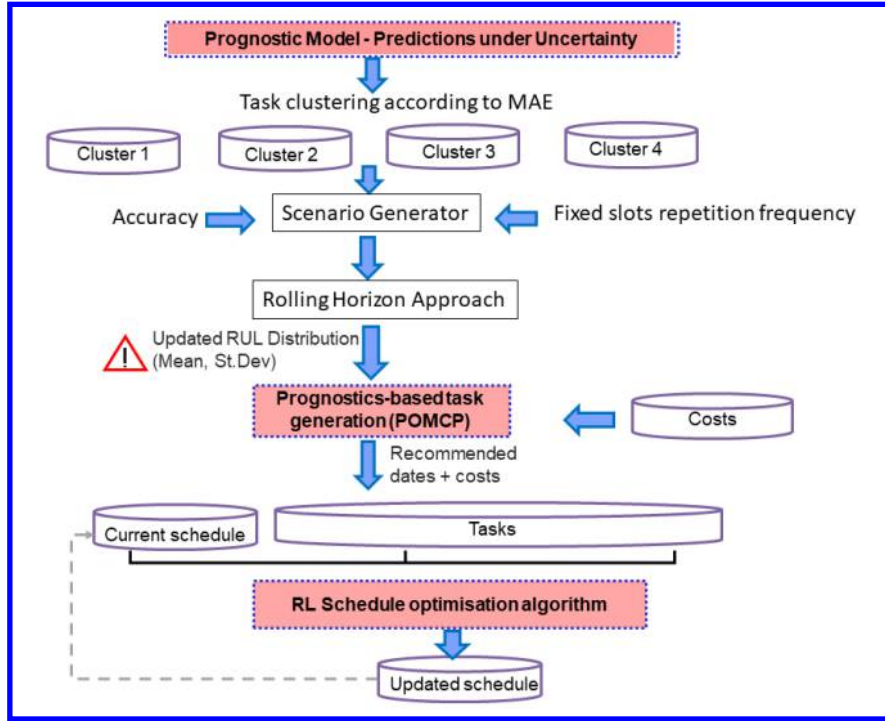 Prognostic Model - Predictions under Uncertainty
Task clustering according to MAE
Cluster 1
Cluster 2
Cluster 3
Cluster 4
Accuracy
Scenario Generator
Fixed slots repetition frequency
Rolling Horizon Approach
!
Updated RUL Distribution
(Mean, St.Dev)
Prognostics-based task
generation (POMCP)
Costs
Recommended
dates + costs
Current schedule
Tasks
RL Schedule optimisation algorithm
Updated schedule